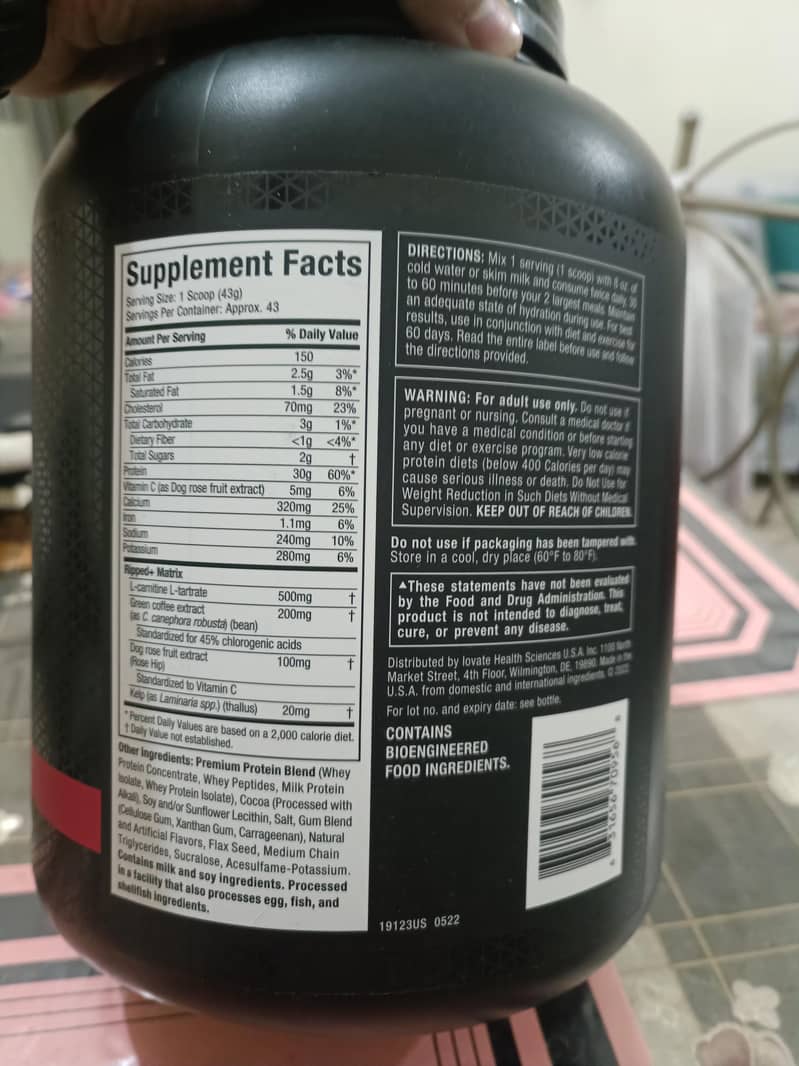 Supplement Facts
Serving Size: 1 Scoop (43g)
Servings Per Container: Approx. 43
Amount Per Serving % Daily Value
Calories 150
Total Fat 2.5g 3%*
Saturated Fat 1.5g 8%*
Cholesterol 70mg 23%
Total Carbohydrate 3g 1%*
Dietary Fiber <1g <4%*
Total Sugars 2g †
Protein 30g 60%*
Vitamin C (as Dog rose fruit extract) 5mg 6%
Calcium 320mg 25%
Iron 1.1mg 6%
Sodium 240mg 10%
Potassium 280mg 6%
Ripped+ Matrix
L-carnitine L-tartrate 500mg †
Green coffee extract 200mg †
(as C. canephora robusta) (bean)
Standardized for 45% chlorogenic acids
Dog rose fruit extract 100mg †
(Rose Hip)
Standardized to Vitamin C
Kelp (as Laminaria spp.) (thallus) 20mg †
* Percent Daily Values are based on a 2,000 calorie diet.
† Daily Value not established.
Other Ingredients: Premium Protein Blend (Whey
Protein Concentrate, Whey Peptides, Milk Protein
Isolate, Whey Protein Isolate), Cocoa (Processed with
Alkali), Soy and/or Sunflower Lecithin, Salt, Gum Blend
(Cellulose Gum, Xanthan Gum, Carrageenan), Natural
and Artificial Flavors, Flax Seed, Medium Chain
Triglycerides, Sucralose, Acesulfame-Potassium.
Contains milk and soy ingredients. Processed
in a facility that also processes egg, fish, and
shellfish ingredients.
DIRECTIONS: Mix 1 serving (1 scoop) with 8 oz. of
cold water or skim milk and consume twice daily, 30
to 60 minutes before your 2 largest meals. Maintain
an adequate state of hydration during use. For best
results, use in conjunction with diet and exercise for
60 days. Read the entire label before use and follow
the directions provided.
WARNING: For adult use only. Do not use if
pregnant or nursing. Consult a medical doctor if
you have a medical condition or before starting
any diet or exercise program. Very low calorie
protein diets (below 400 Calories per day) may
cause serious illness or death. Do Not Use for
Weight Reduction in Such Diets Without Medical
Supervision. KEEP OUT OF REACH OF CHILDREN.
Do not use if packaging has been tampered with.
Store in a cool, dry place (60°F to 80°F).
▲These statements have not been evaluated
by the Food and Drug Administration. This
product is not intended to diagnose, treat,
cure, or prevent any disease.
Distributed by Iovate Health Sciences U.S.A. Inc. 1100 North
Market Street, 4th Floor, Wilmington, DE, 19890. Made in the
U.S.A. from domestic and international ingredients. © 2022
For lot no. and expiry date: see bottle.
CONTAINS
BIOENGINEERED
FOOD INGREDIENTS.
19123US 0522